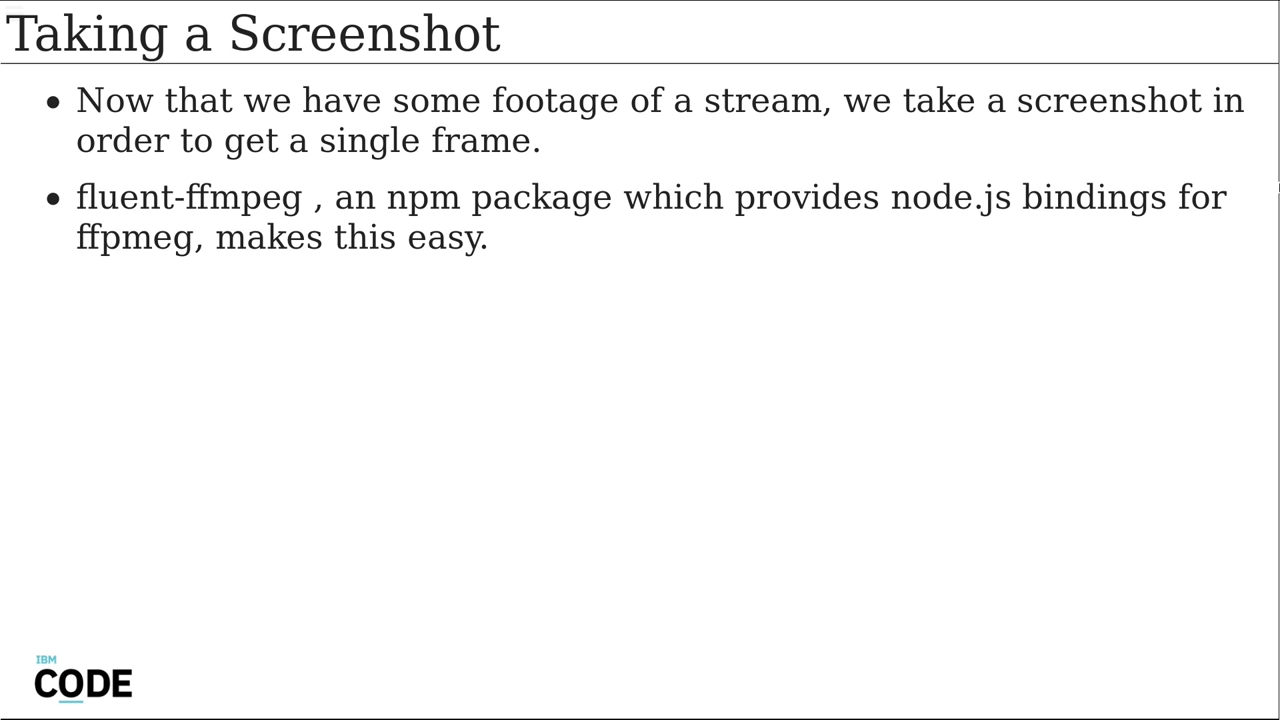 Taking a Screenshot
• Now that we have some footage of a stream, we take a screenshot in
order to get a single frame.
• fluent-ffmpeg , an npm package which provides node.js bindings for
ffpmeg, makes this easy.
IBM
CODE